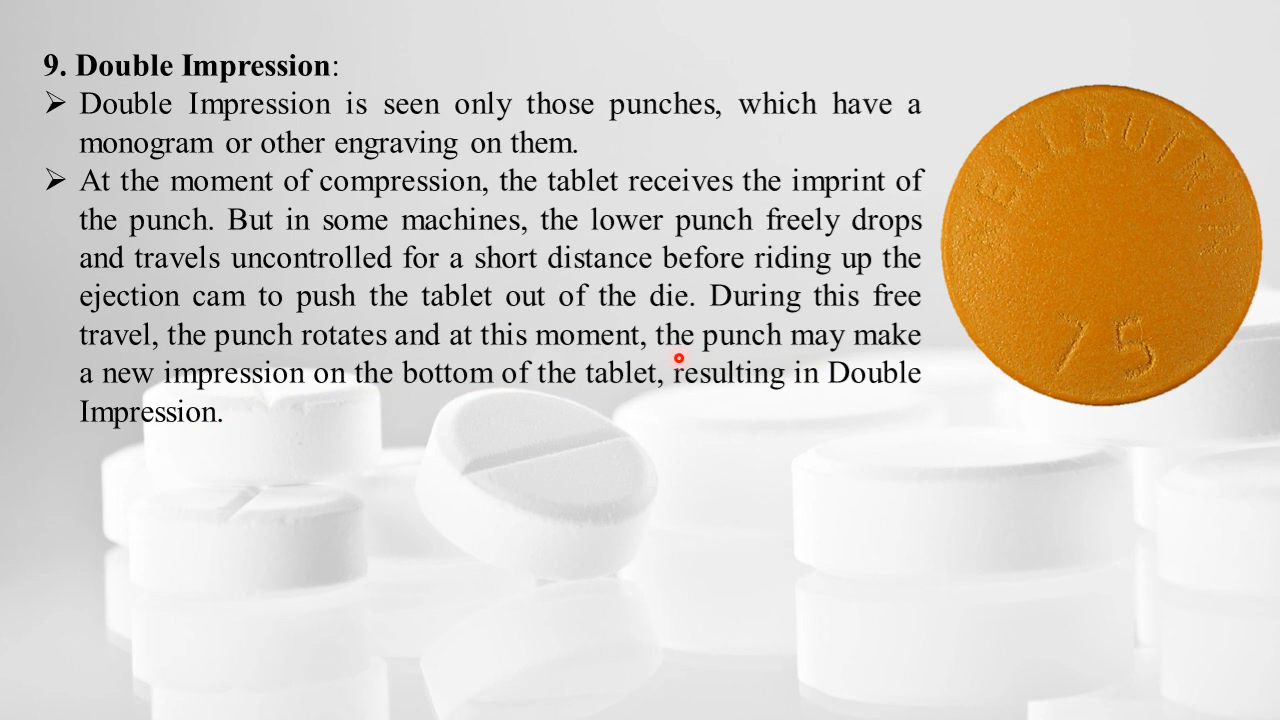 9. Double Impression:
➢ Double Impression is seen only those punches, which have a
monogram or other engraving on them.
➢ At the moment of compression, the tablet receives the imprint of
the punch. But in some machines, the lower punch freely drops
and travels uncontrolled for a short distance before riding up the
ejection cam to push the tablet out of the die. During this free
travel, the punch rotates and at this moment, the punch may make
a new impression on the bottom of the tablet, resulting in Double
Impression.
WELLBUTRIN
75